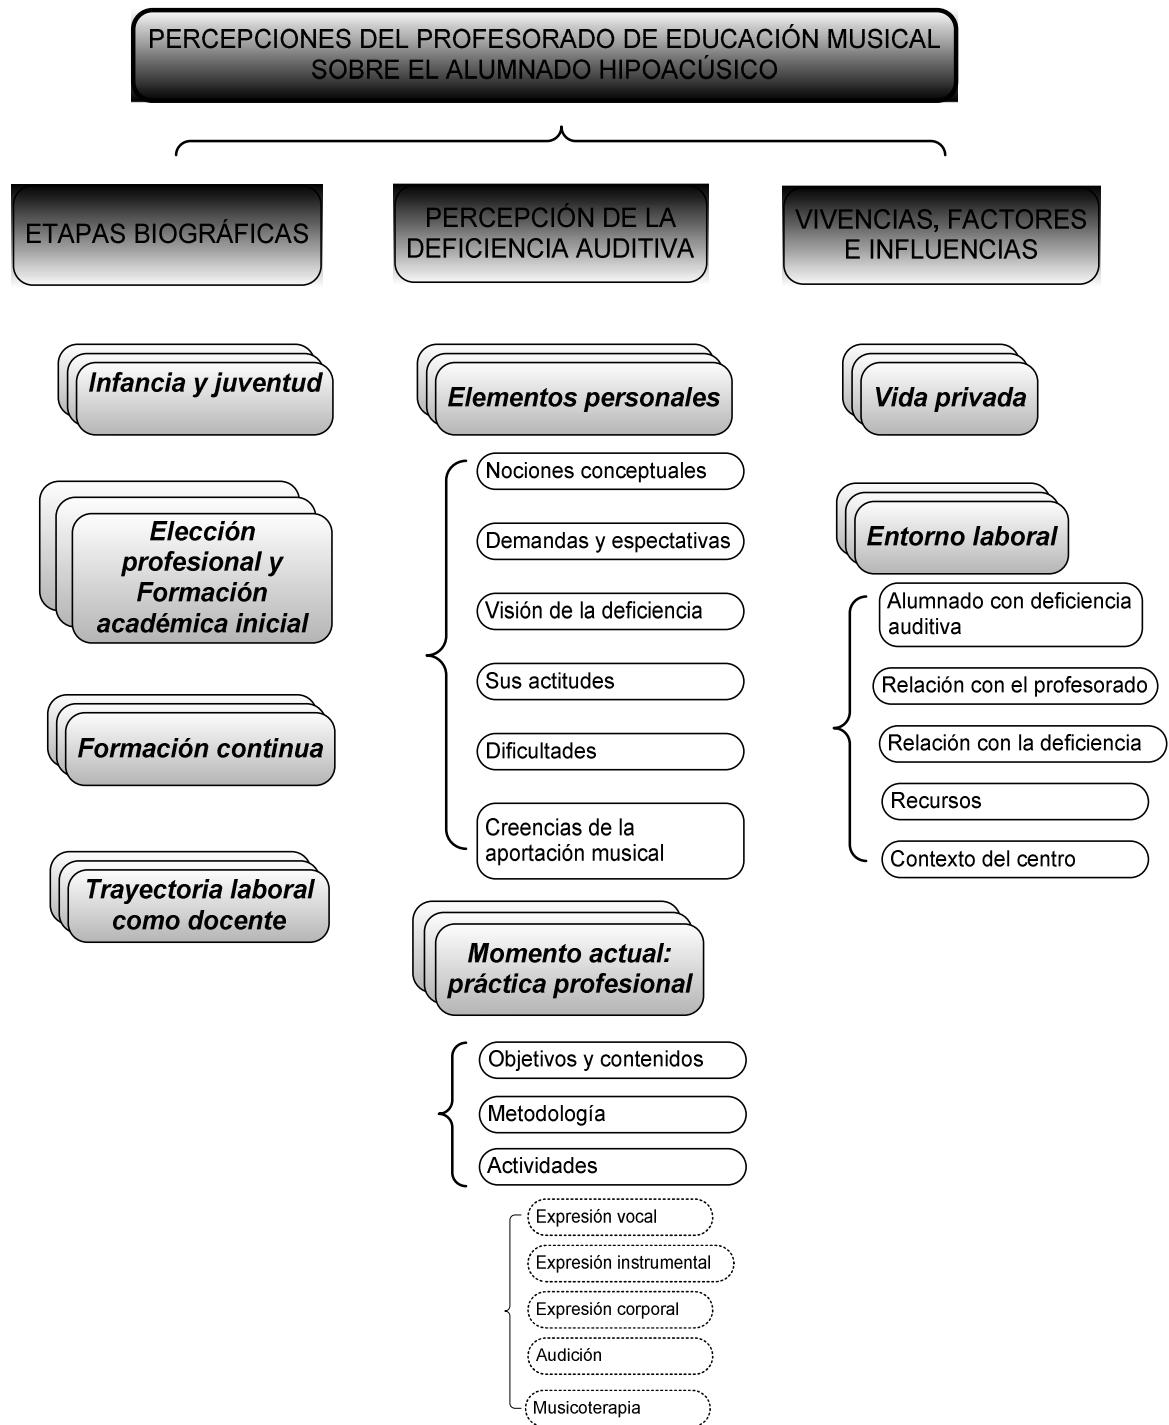 PERCEPCIONES DEL PROFESORADO DE EDUCACIÓN MUSICAL
SOBRE EL ALUMNADO HIPOACÚSICO
ETAPAS BIOGRÁFICAS
Infancia y juventud
Elección
profesional y
Formación
académica inicial
Formación continua
Trayectoria laboral
como docente
PERCEPCIÓN DE LA
DEFICIENCIA AUDITIVA
Elementos personales
Nociones conceptuales
Demandas y espectativas
Visión de la deficiencia
Sus actitudes
Dificultades
Creencias de la
aportación musical
Momento actual:
práctica profesional
Objetivos y contenidos
Metodología
Actividades
Expresión vocal
Expresión instrumental
Expresión corporal
Audición
Musicoterapia
VIVENCIAS, FACTORES
E INFLUENCIAS
Vida privada
Entorno laboral
Alumnado con deficiencia
auditiva
Relación con el profesorado
Relación con la deficiencia
Recursos
Contexto del centro